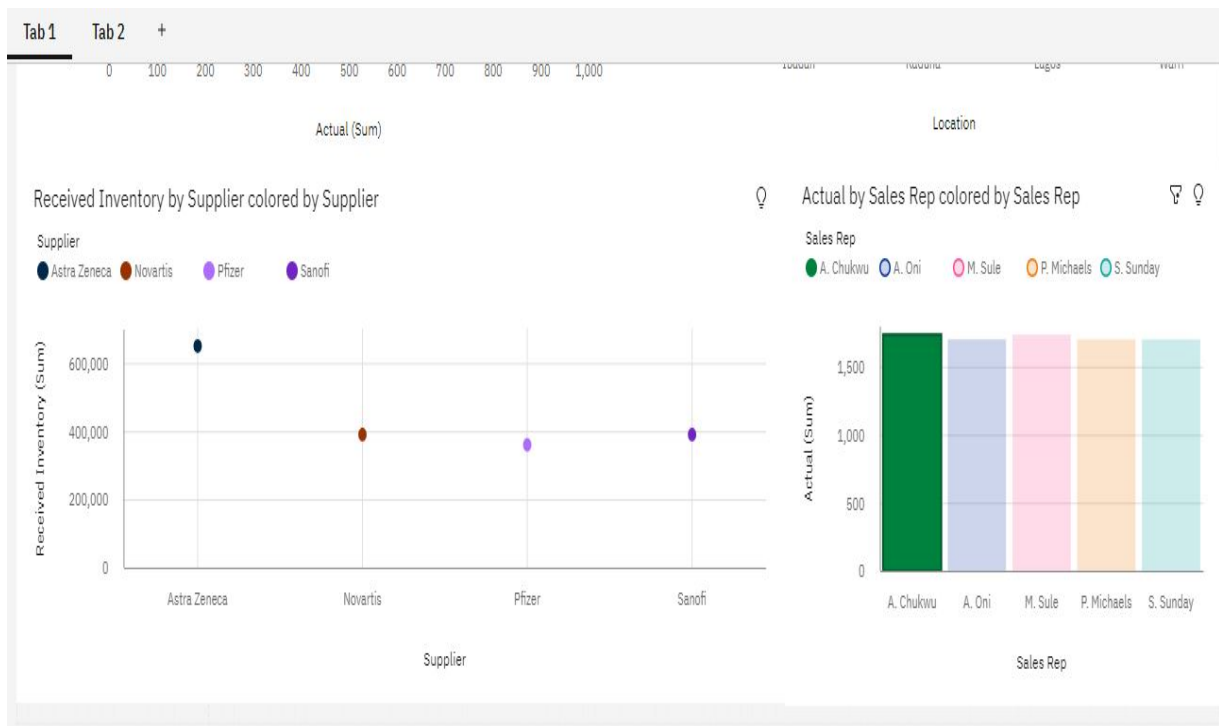 Tab 1 Tab 2 +
0 100 200 300 400 500 600 700 800 900 1,000
Actual (Sum)
Location
Received Inventory by Supplier colored by Supplier
Supplier
Astra Zeneca Novartis Pfizer Sanofi
Received Inventory (Sum)
600,000
400,000
200,000
0
Astra Zeneca Novartis Pfizer Sanofi
Supplier
Actual by Sales Rep colored by Sales Rep
Sales Rep
A. Chukwu A. Oni M. Sule P. Michaels S. Sunday
Actual (Sum)
1,500
1,000
500
0
A. Chukwu A. Oni M. Sule P. Michaels S. Sunday
Sales Rep